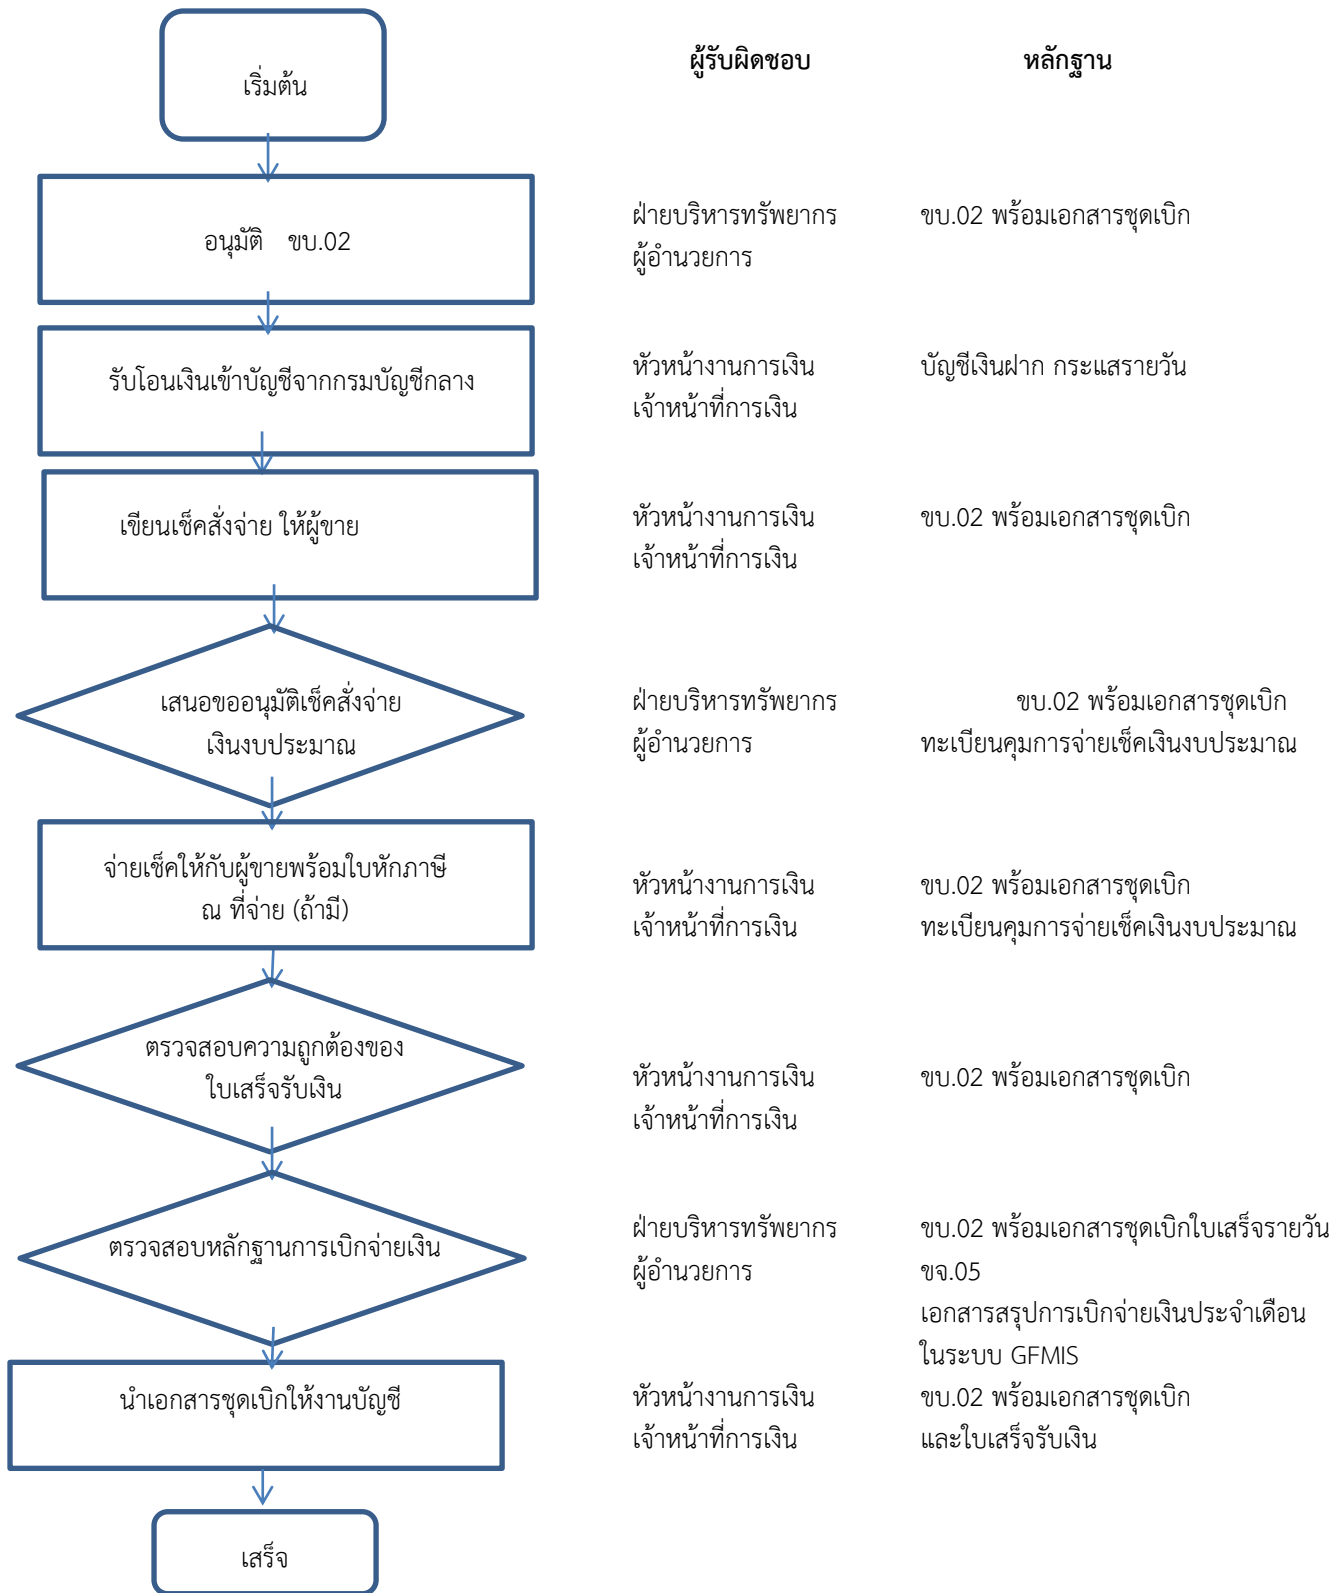 เริ่มต้น
ผู้รับผิดชอบ หลักฐาน
อนุมัติ ขบ.02
ฝ่ายบริหารทรัพยากร ขบ.02 พร้อมเอกสารชุดเบิก
ผู้อำนวยการ
รับโอนเงินเข้าบัญชีจากกรมบัญชีกลาง
หัวหน้างานการเงิน บัญชีเงินฝาก กระแสรายวัน
เจ้าหน้าที่การเงิน
เขียนเช็คสั่งจ่าย ให้ผู้ขาย
หัวหน้างานการเงิน ขบ.02 พร้อมเอกสารชุดเบิก
เจ้าหน้าที่การเงิน
เสนอขออนุมัติเช็คสั่งจ่าย
เงินงบประมาณ
ฝ่ายบริหารทรัพยากร ขบ.02 พร้อมเอกสารชุดเบิก
ผู้อำนวยการ ทะเบียนคุมการจ่ายเช็คเงินงบประมาณ
จ่ายเช็คให้กับผู้ขายพร้อมใบหักภาษี
ณ ที่จ่าย (ถ้ามี)
หัวหน้างานการเงิน ขบ.02 พร้อมเอกสารชุดเบิก
เจ้าหน้าที่การเงิน ทะเบียนคุมการจ่ายเช็คเงินงบประมาณ
ตรวจสอบความถูกต้องของ
ใบเสร็จรับเงิน
หัวหน้างานการเงิน ขบ.02 พร้อมเอกสารชุดเบิก
เจ้าหน้าที่การเงิน
ตรวจสอบหลักฐานการเบิกจ่ายเงิน
ฝ่ายบริหารทรัพยากร ขบ.02 พร้อมเอกสารชุดเบิกใบเสร็จรายวัน
ผู้อำนวยการ ขจ.05
เอกสารสรุปการเบิกจ่ายเงินประจำเดือน
ในระบบ GFMIS
นำเอกสารชุดเบิกให้งานบัญชี
หัวหน้างานการเงิน ขบ.02 พร้อมเอกสารชุดเบิก
เจ้าหน้าที่การเงิน และใบเสร็จรับเงิน
เสร็จ